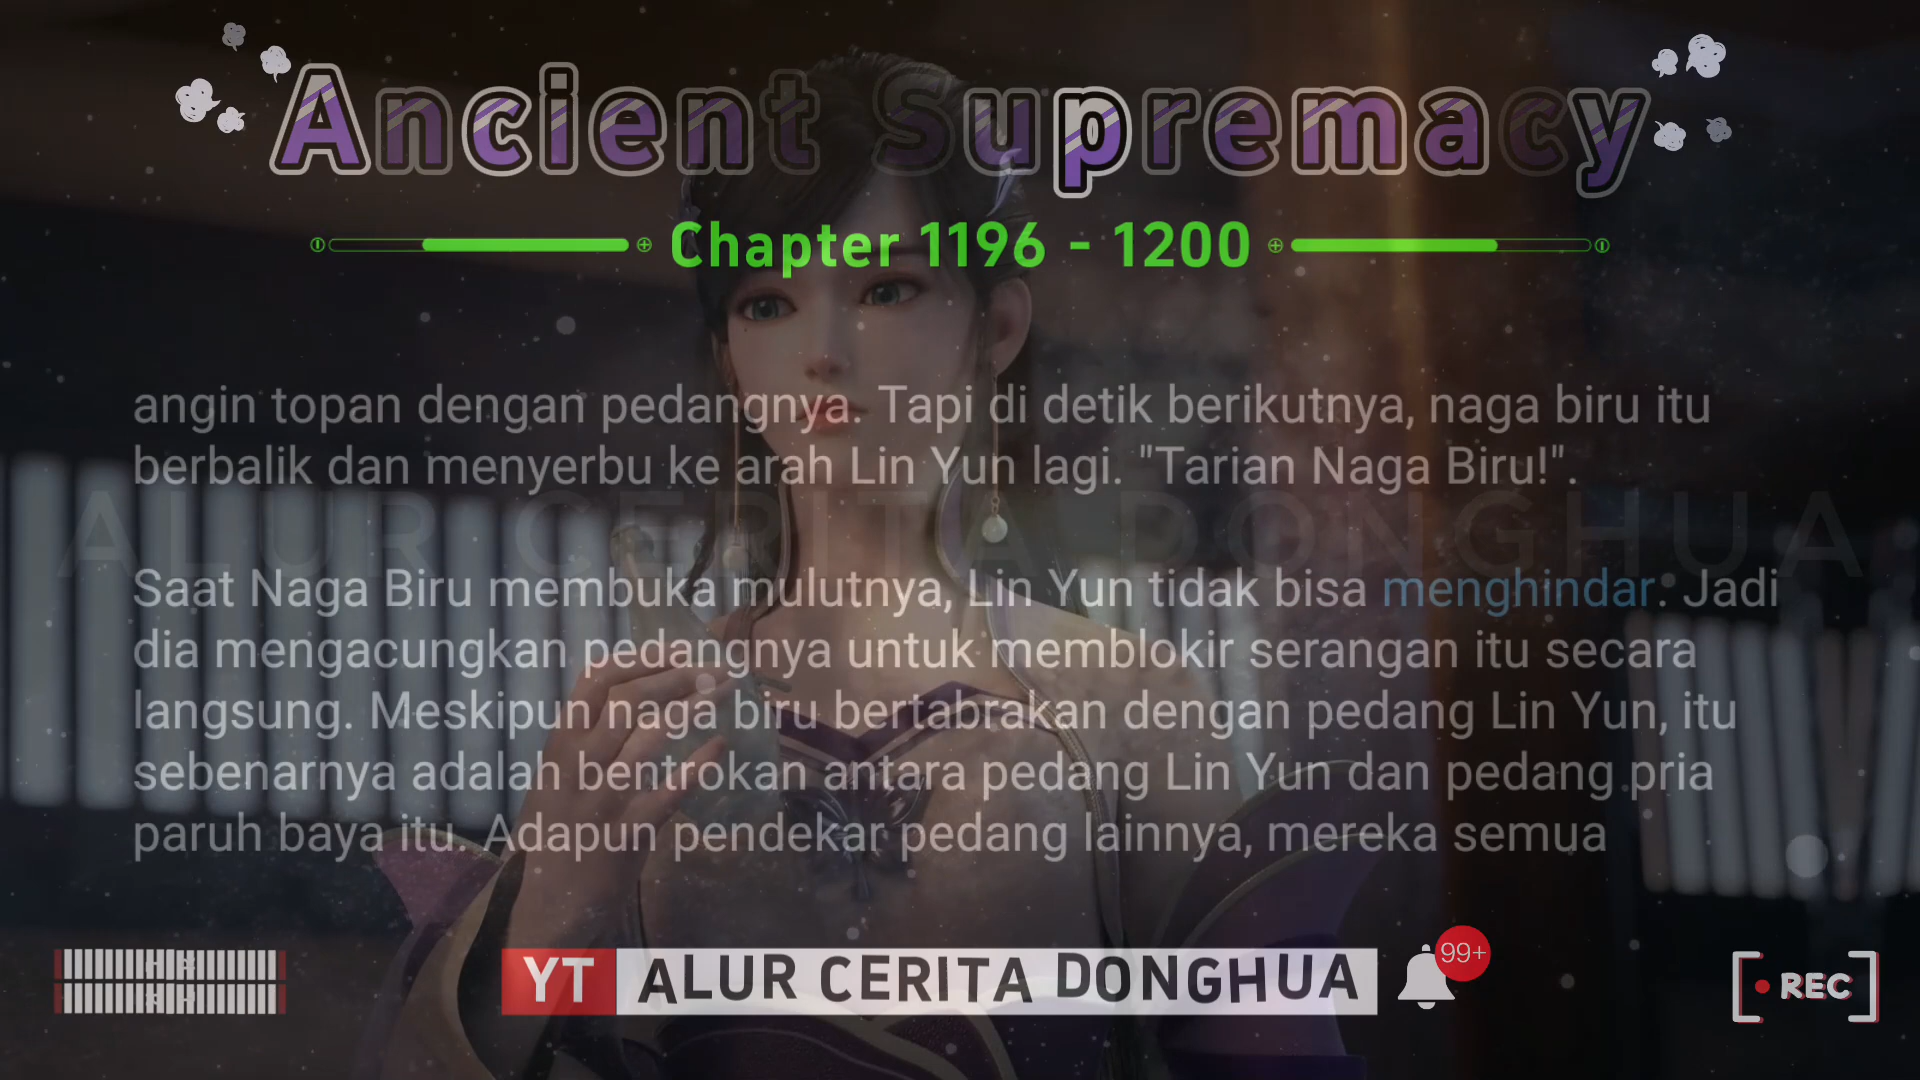 Ancient Supremacy
Chapter 1196 - 1200
angin topan dengan pedangnya. Tapi di detik berikutnya, naga biru itu
berbalik dan menyerbu ke arah Lin Yun lagi. "Tarian Naga Biru!".
ALUR CERITA DONGHUA
Saat Naga Biru membuka mulutnya, Lin Yun tidak bisa menghindar. Jadi
dia mengacungkan pedangnya untuk memblokir serangan itu secara
langsung. Meskipun naga biru bertabrakan dengan pedang Lin Yun, itu
sebenarnya adalah bentrokan antara pedang Lin Yun dan pedang pria
paruh baya itu. Adapun pendekar pedang lainnya, mereka semua
YT ALUR CERITA DONGHUA 99+
REC